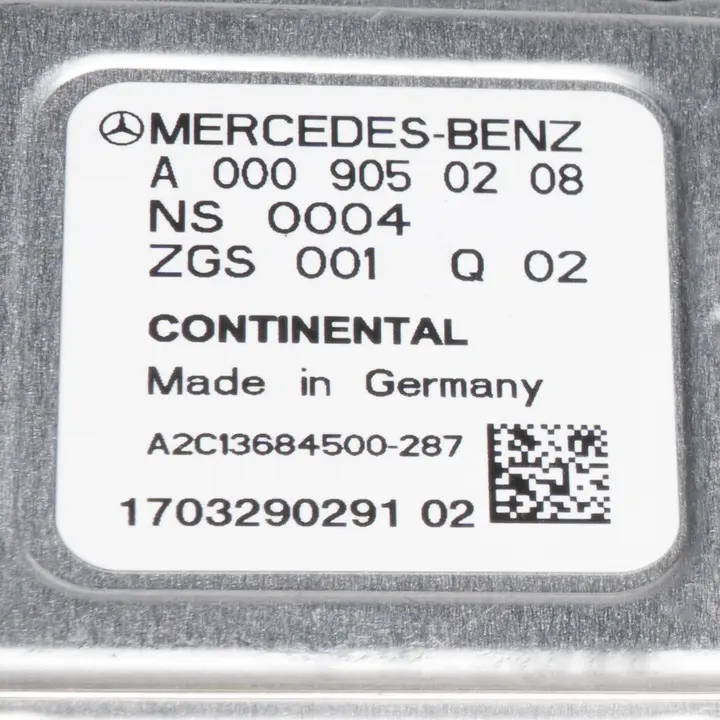 MERCEDES-BENZ
A 000 905 02 08
NS 0004
ZGS 001 Q 02
CONTINENTAL
Made in Germany
A2C13684500-287
1703290291 02